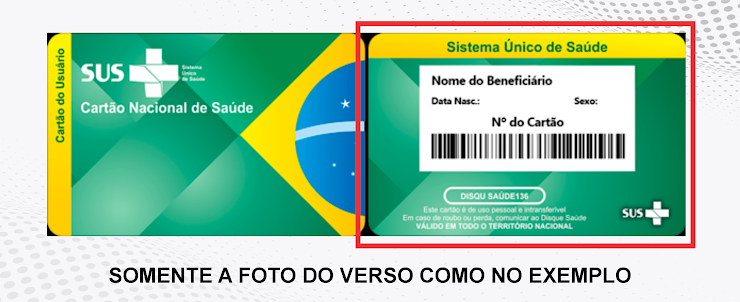 Cartão do Usuário
SUS
Sistema
Único
de Saúde
Cartão Nacional de Saúde
Sistema Único de Saúde
Nome do Beneficiário
Data Nasc.: Sexo:
Nº do Cartão
DISQU SAÚDE136
Este cartão é de uso pessoal e intransferível
Em caso de roubo ou perda, comunicar ao Disque Saúde
VÁLIDO EM TODO O TERRITÓRIO NACIONAL
SUS
SOMENTE A FOTO DO VERSO COMO NO EXEMPLO